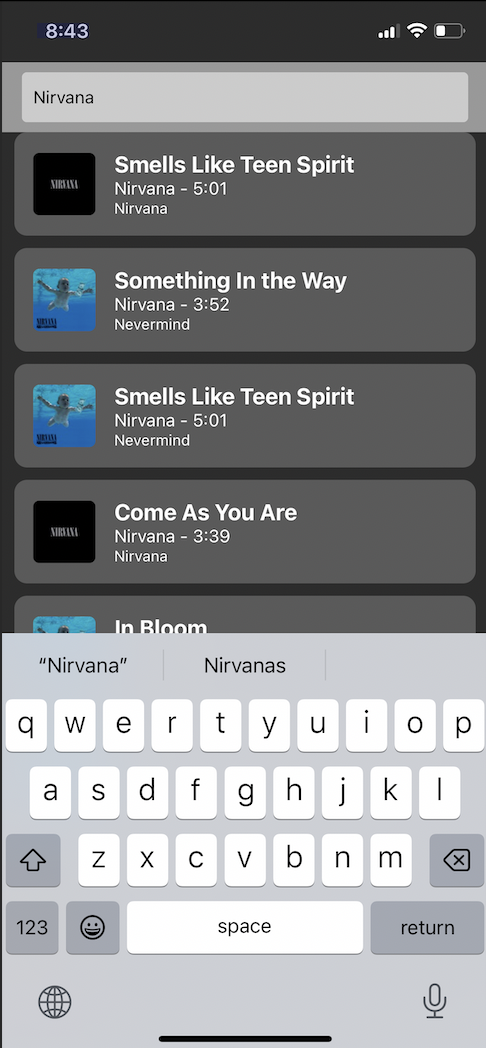 8:43
Nirvana
NIRVANA
Smells Like Teen Spirit
Nirvana - 5:01
Nirvana
NIRVANA
Something In the Way
Nirvana - 3:52
Nevermind
NIRVANA
Smells Like Teen Spirit
Nirvana - 5:01
Nevermind
NIRVANA
Come As You Are
Nirvana - 3:39
Nirvana
In Bloom
“Nirvana”
Nirvanas
q w e r t y u i o p
a s d f g h j k l
z x c v b n m
123
space
return